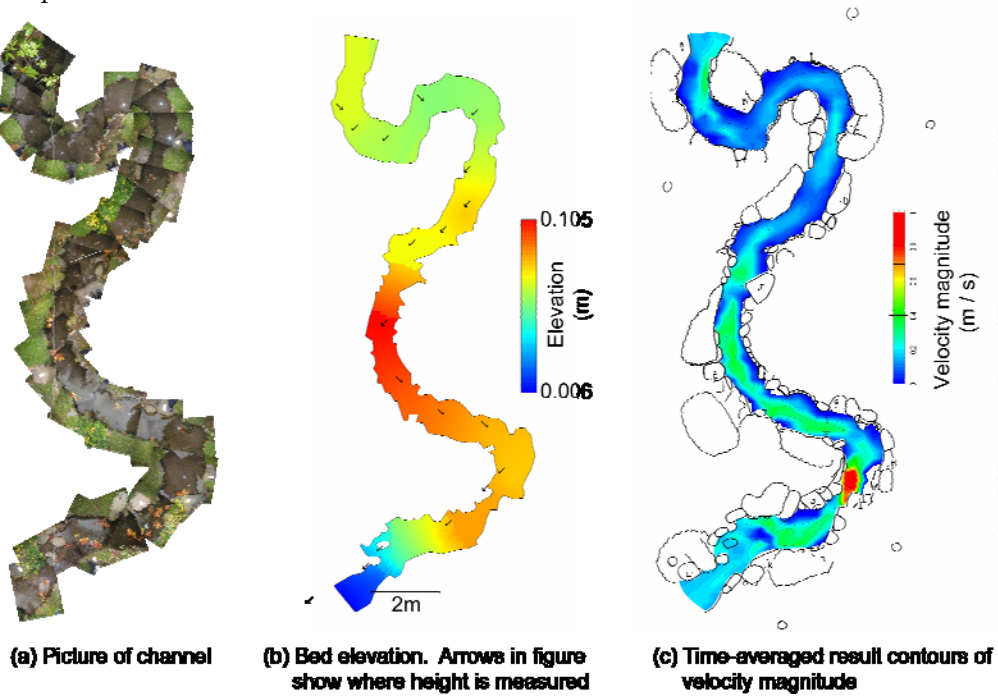 0.105
Elevation
(m)
0.006
2m
Velocity magnitude
(m / s)
(a) Picture of channel
(b) Bed elevation. Arrows in figure
show where height is measured
(c) Time-averaged result contours of
velocity magnitude